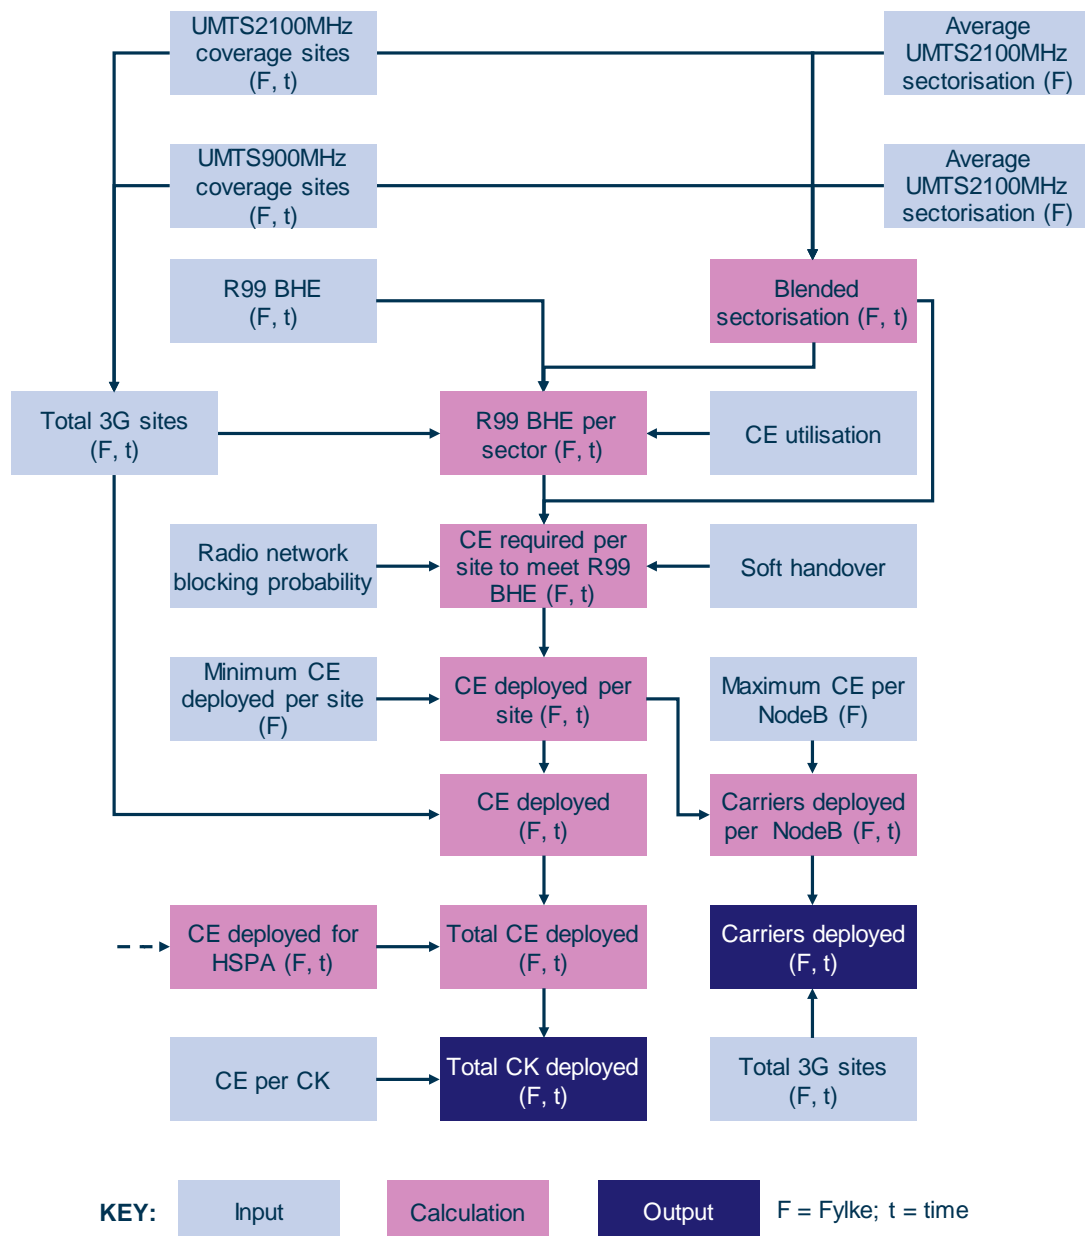 UMTS2100MHz
coverage sites
(F, t)
Average
UMTS2100MHz
sectorisation (F)
UMTS900MHz
coverage sites
(F, t)
Average
UMTS2100MHz
sectorisation (F)
R99 BHE
(F, t)
Blended
sectorisation (F, t)
Total 3G sites
(F, t)
R99 BHE per
sector (F, t)
CE utilisation
Radio network
blocking probability
CE required per
site to meet R99
BHE (F, t)
Soft handover
Minimum CE
deployed per site
(F)
CE deployed per
site (F, t)
Maximum CE per
NodeB (F)
CE deployed
(F, t)
Carriers deployed
per NodeB (F, t)
CE deployed for
HSPA (F, t)
Total CE deployed
(F, t)
Carriers deployed
(F, t)
CE per CK
Total CK deployed
(F, t)
Total 3G sites
(F, t)
KEY: Input Calculation Output F = Fylke; t = time